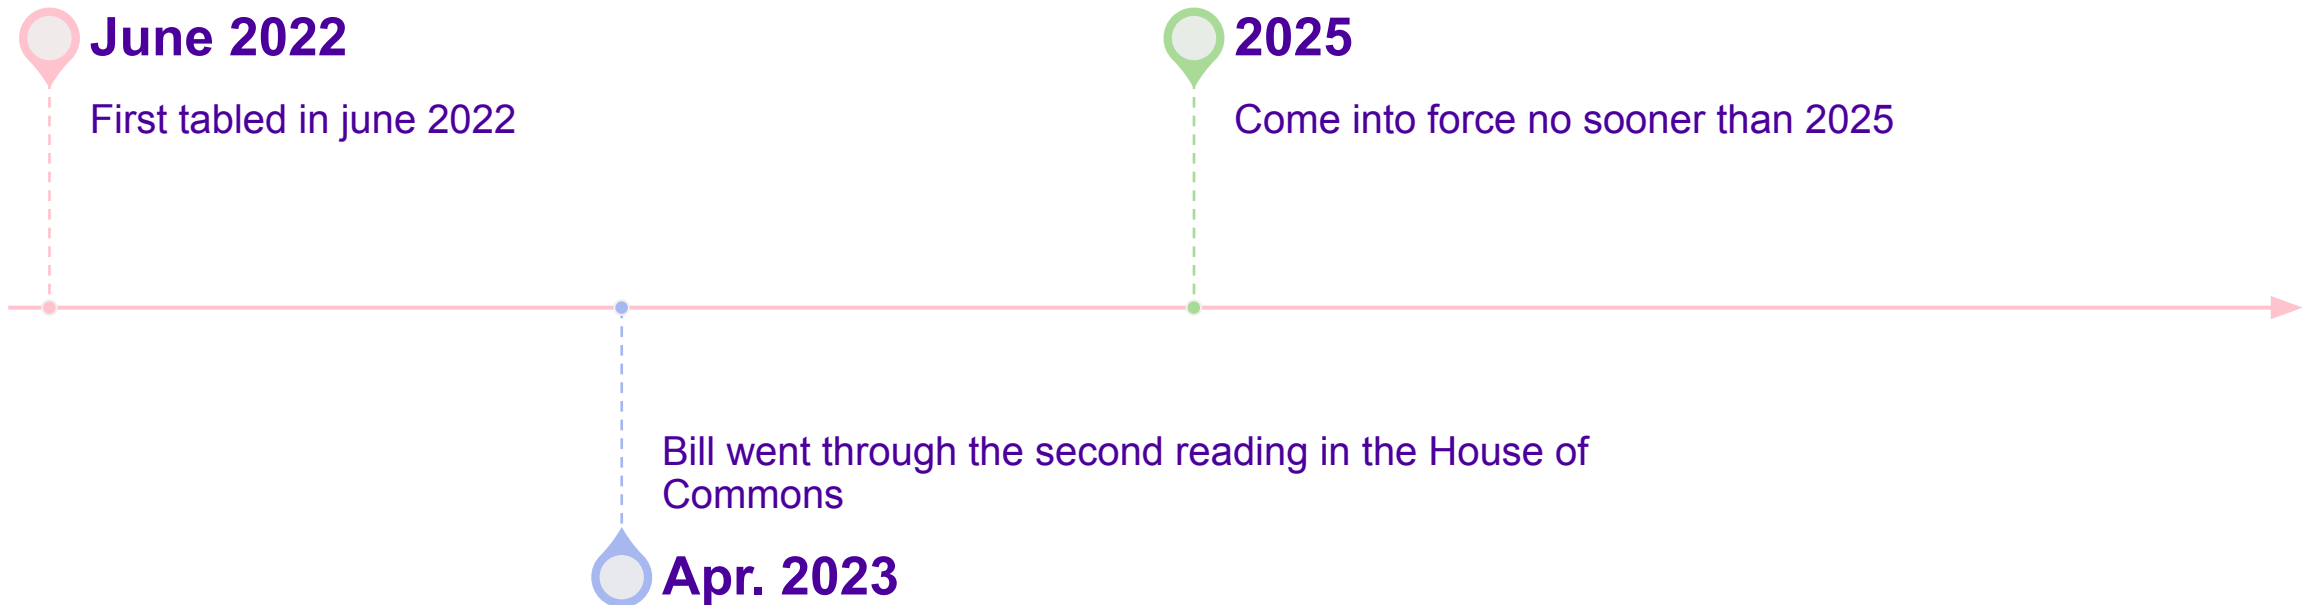 June 2022
First tabled in june 2022
2025
Come into force no sooner than 2025
Bill went through the second reading in the House of
Commons
Apr. 2023